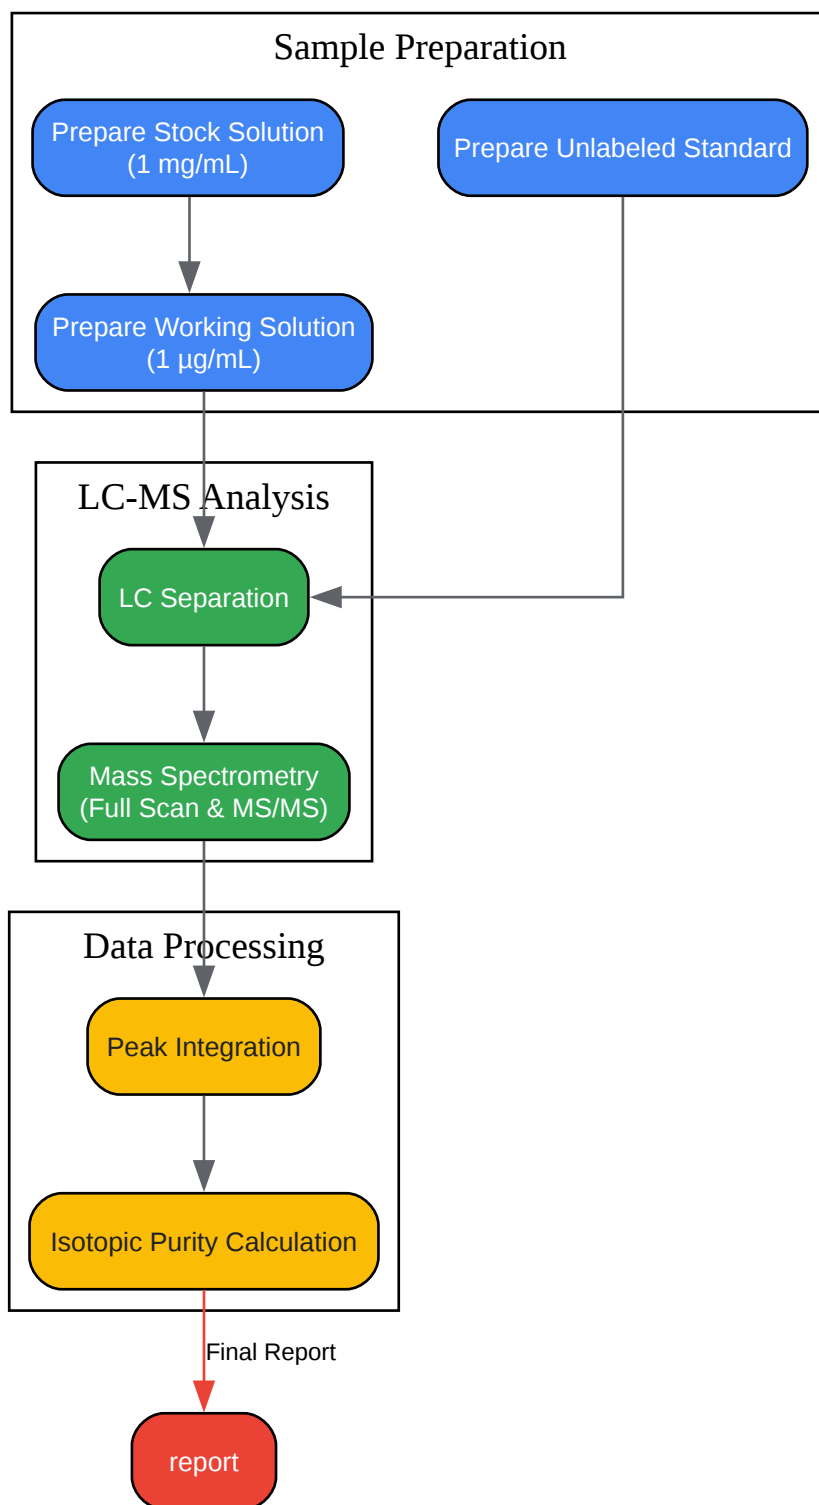 Sample Preparation
Prepare Stock Solution
(1 mg/mL)
Prepare Unlabeled Standard
Prepare Working Solution
(1 µg/mL)
LC-MS Analysis
LC Separation
Mass Spectrometry
(Full Scan & MS/MS)
Data Processing
Peak Integration
Isotopic Purity Calculation
Final Report
report